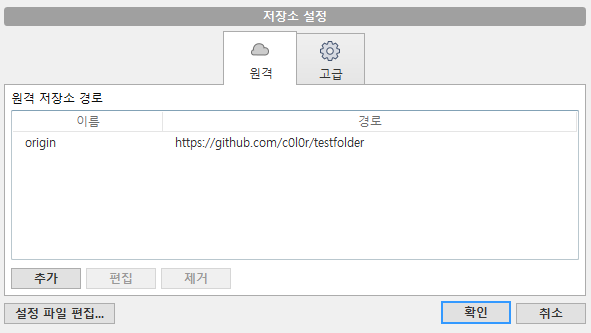 저장소 설정
원격
고급
원격 저장소 경로
이름 경로
origin https://github.com/c0l0r/testfolder
추가 편집 제거
설정 파일 편집... 확인 취소